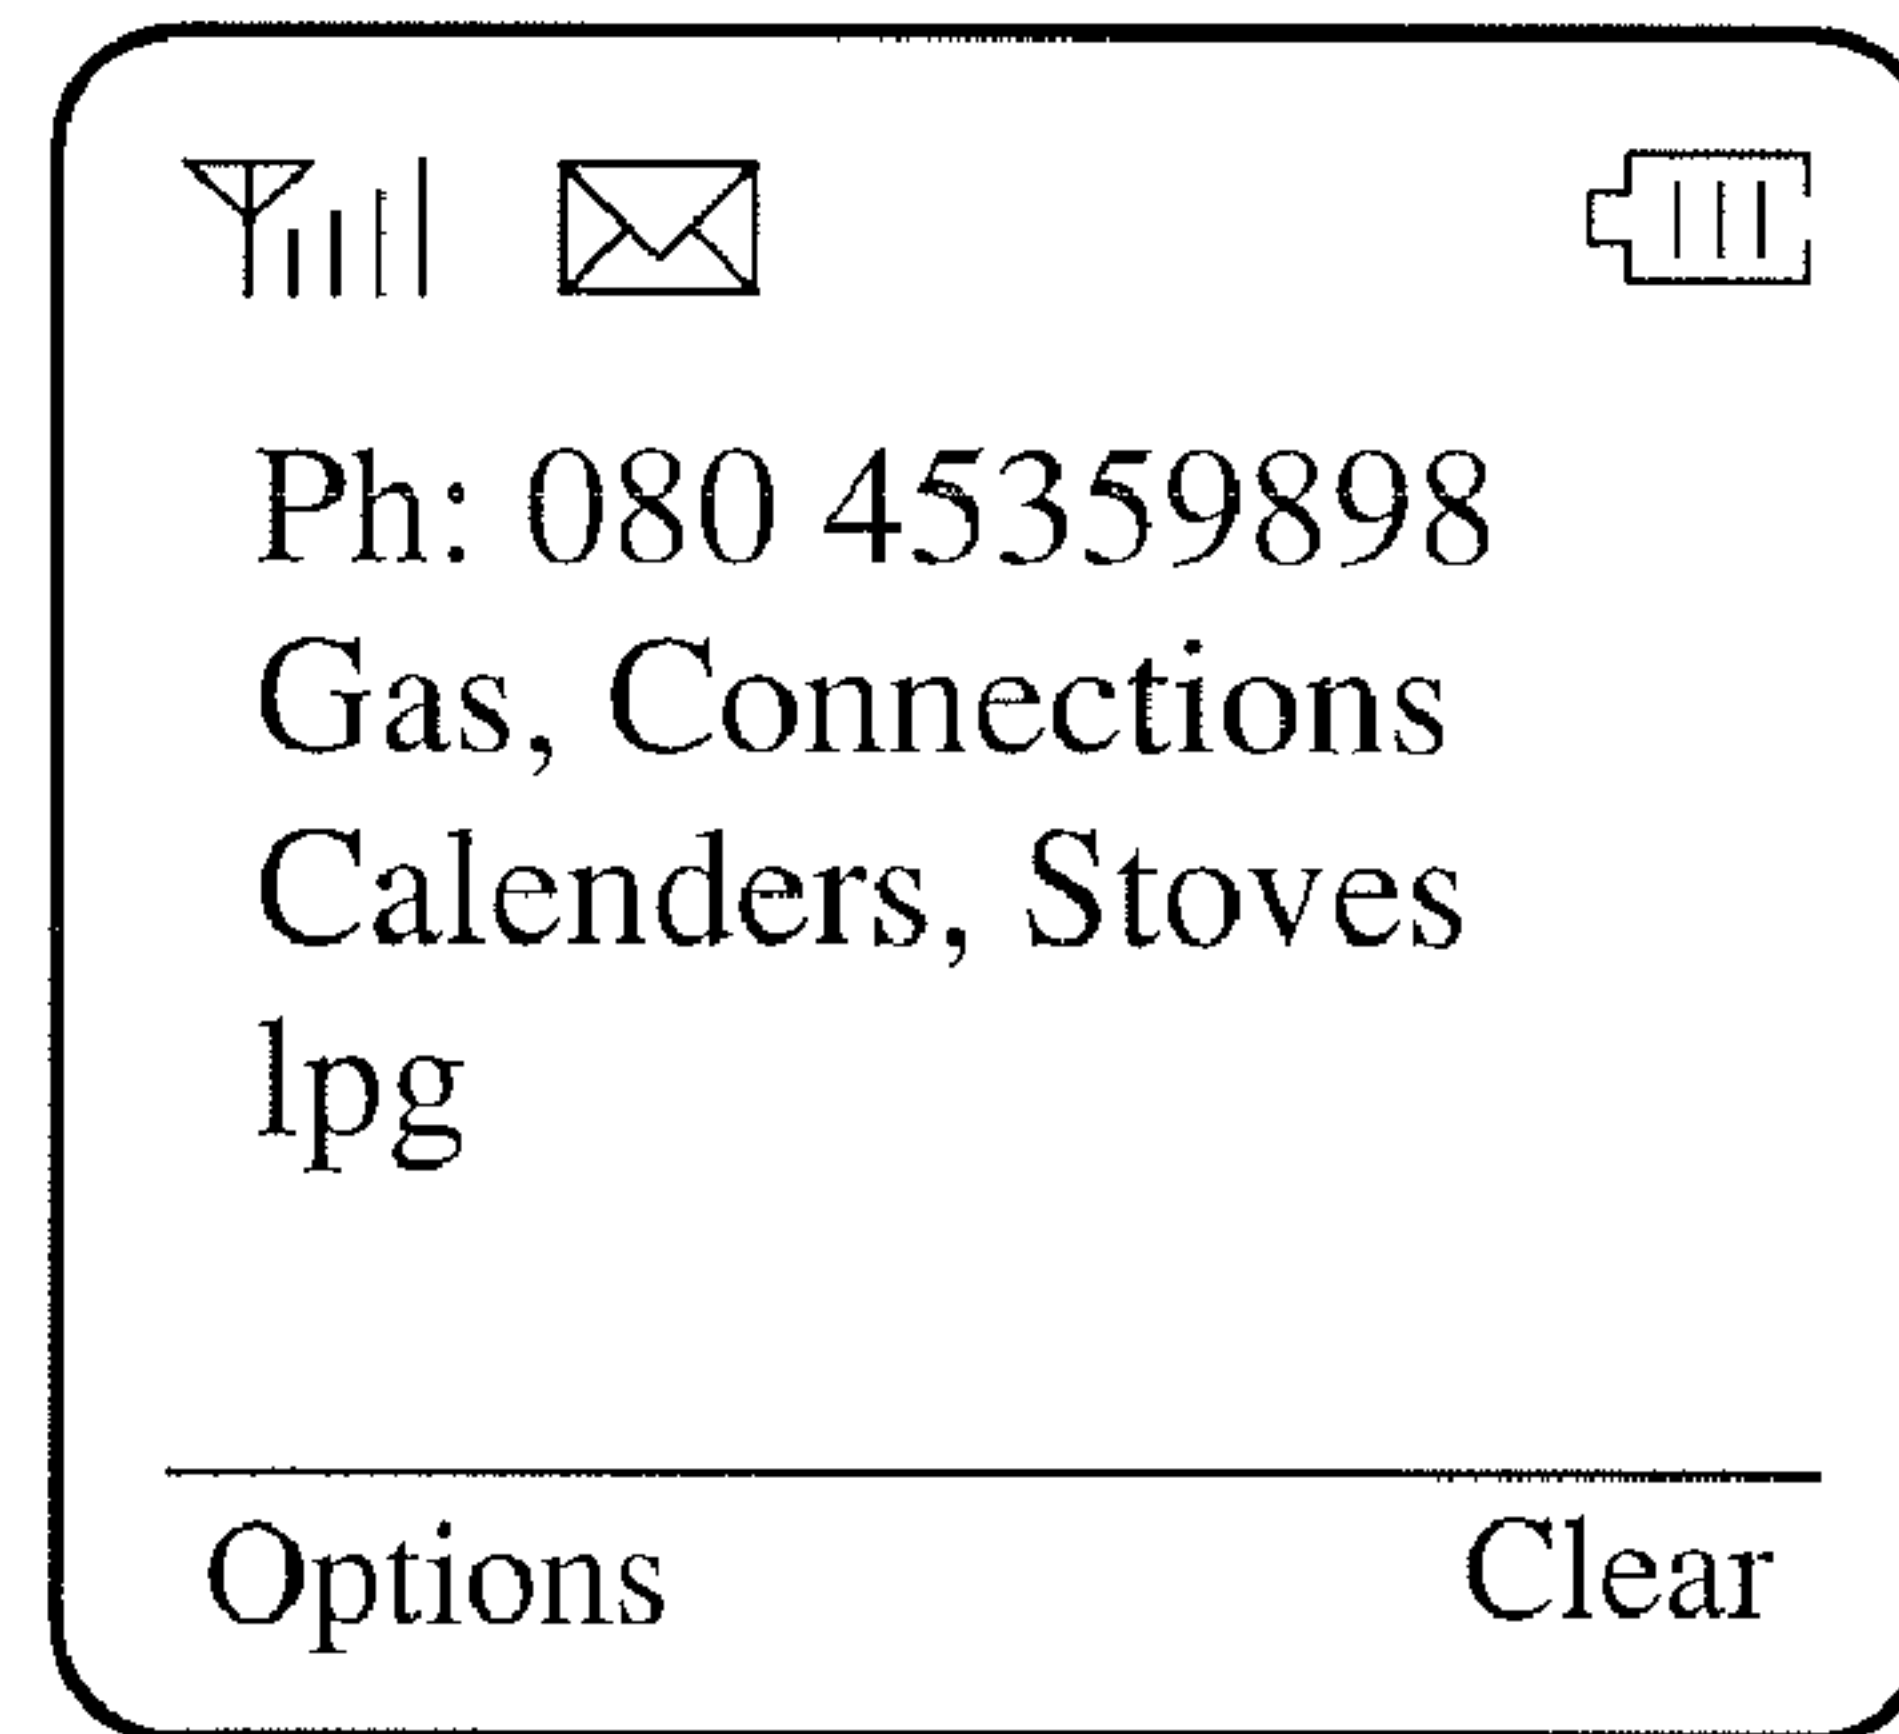 Ph: 080 45359898
Gas, Connections
Calenders, Stoves
lpg
Options
Clear